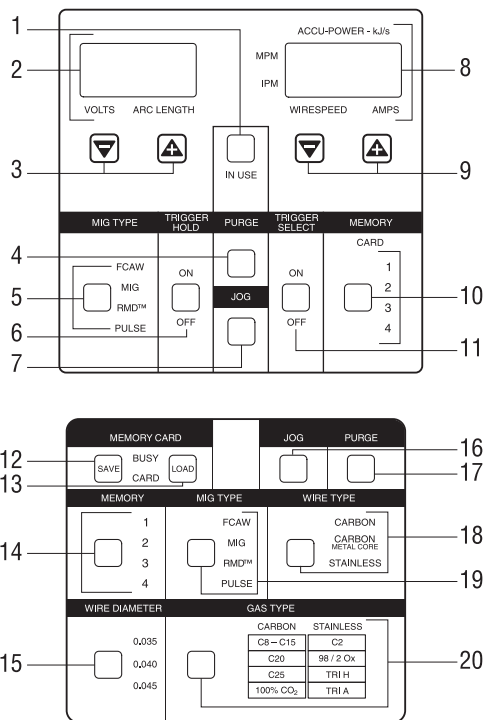 ACCU-POWER - kJ/s
1
2
MPM
IPM
8
VOLTS ARC LENGTH
WIRESPEED AMPS
3
IN USE
9
MIG TYPE
TRIGGER HOLD
PURGE
TRIGGER SELECT
MEMORY
CARD
4
5
FCAW
MIG
RMD™
PULSE
6
ON
OFF
JOG
7
ON
OFF
1
2
3
4
10
11
MEMORY CARD
JOG
PURGE
16
17
12
SAVE
BUSY
CARD
LOAD
13
MEMORY
MIG TYPE
WIRE TYPE
14
1
2
3
4
FCAW
MIG
RMD™
PULSE
CARBON
CARBON
METAL CORE
STAINLESS
18
19
WIRE DIAMETER
GAS TYPE
15
0.035
0.040
0.045
CARBON STAINLESS
C8 – C15 C2
C20 98 / 2 Ox
C25 TRI H
100% CO₂ TRI A
20